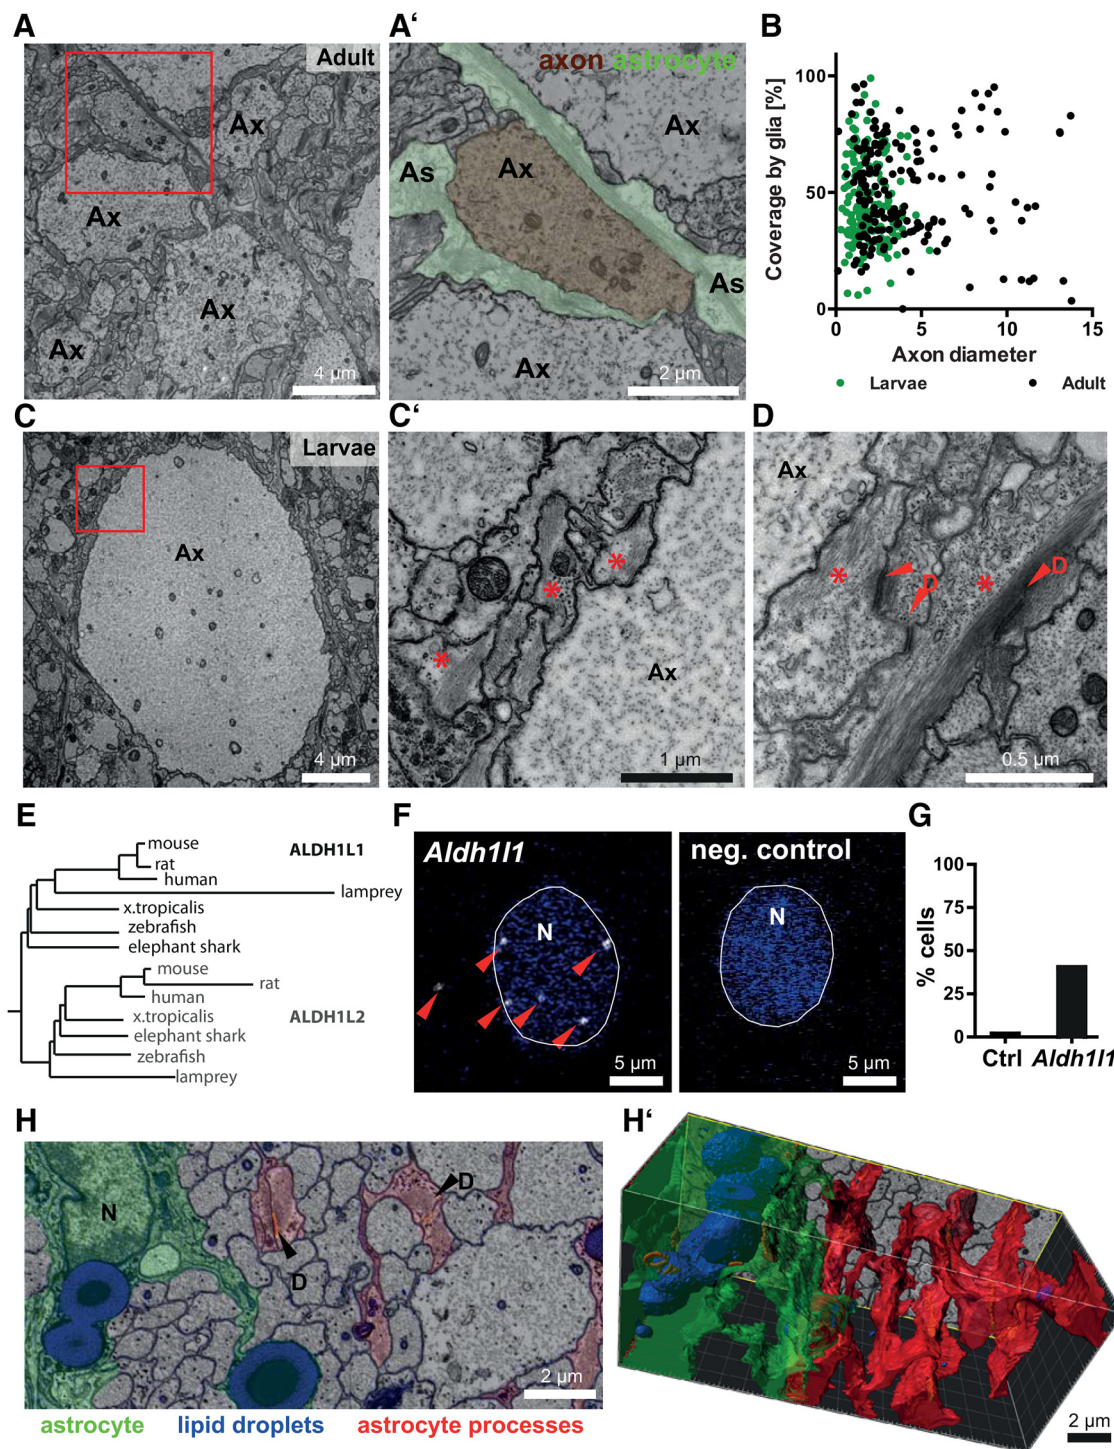 A
Adult
Ax
Ax
Ax
Ax
4 µm
A‘
axon astrocyte
Ax
As
Ax
As
Ax
2 µm
B
Coverage by glia [%]
100
50
0
0 5 10 15
Axon diameter
Larvae Adult
C
Larvae
Ax
4 µm
C‘
*
*
*
Ax
1 µm
D
Ax
*
D
*
D
0.5 µm
E
mouse
ALDH1L1
rat
human
lamprey
x.tropicalis
zebrafish
elephant shark
mouse
rat
human
x.tropicalis
ALDH1L2
elephant shark
zebrafish
lamprey
F
Aldh1l1
N
5 µm
neg. control
N
5 µm
G
% cells
100
75
50
25
0
Ctrl Aldh1l1
H
N
D
D
2 µm
astrocyte lipid droplets astrocyte processes
H‘
2 µm